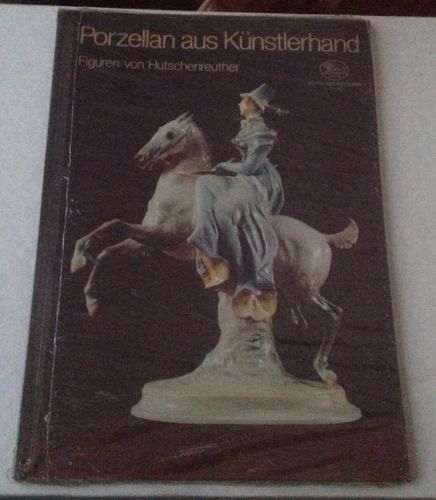 Porzellan aus Künstlerhand
Figuren von Hutschenreuther